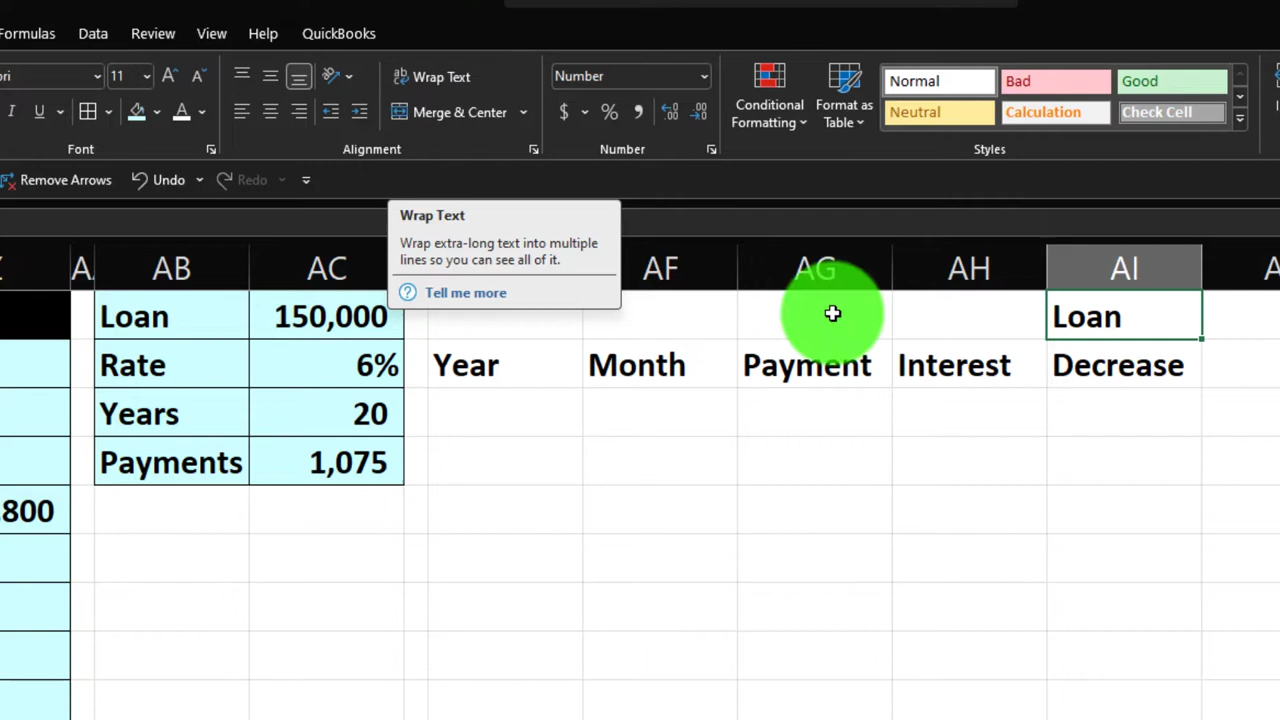 Formulas Data Review View Help QuickBooks
11 Wrap Text Number Conditional Formatting Format as Table Normal Bad Good
I U A Merge & Center $ % , Neutral Calculation Check Cell
Font Alignment Number Styles
Remove Arrows Undo Redo
Wrap Text
Wrap extra-long text into multiple
lines so you can see all of it.
Tell me more
AB AC AF AG AH AI
Loan 150,000 Loan
Rate 6% Year Month Payment Interest Decrease
Years 20
Payments 1,075
800